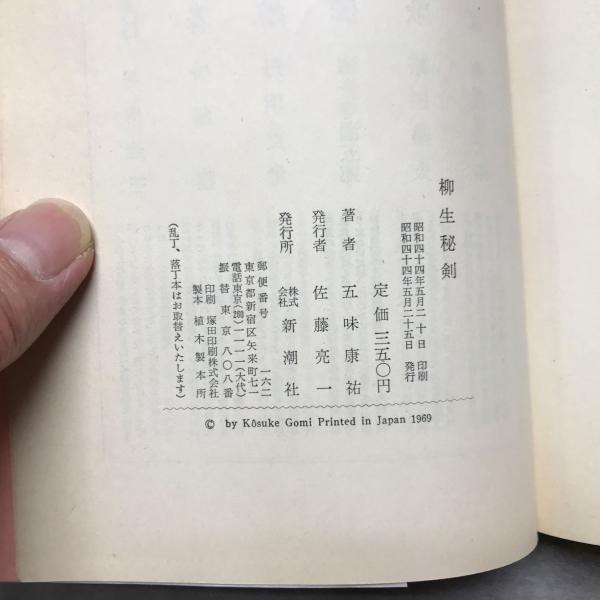 柳生秘剣
昭和四十四年五月二十日 印刷
昭和四十四年五月二十五日 発行
定価三五〇円
著者 五味康祐
発行者 佐藤亮一
発行所 株式会社 新潮社
郵便番号 一六二
東京都新宿区矢来町七一
電話東京(260)一一一一(大代)
振替東京八〇八番
印刷 塚田印刷株式会社
製本 植木製本所
(乱丁、落丁本はお取替えいたします)
© by Kôsuke Gomi Printed in Japan 1969